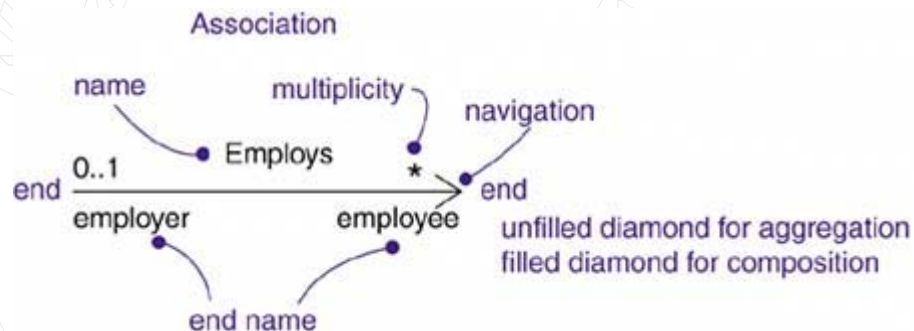 Association
name
multiplicity
navigation
Employs
0..1
*
end
end
employer
employee
unfilled diamond for aggregation
filled diamond for composition
end name